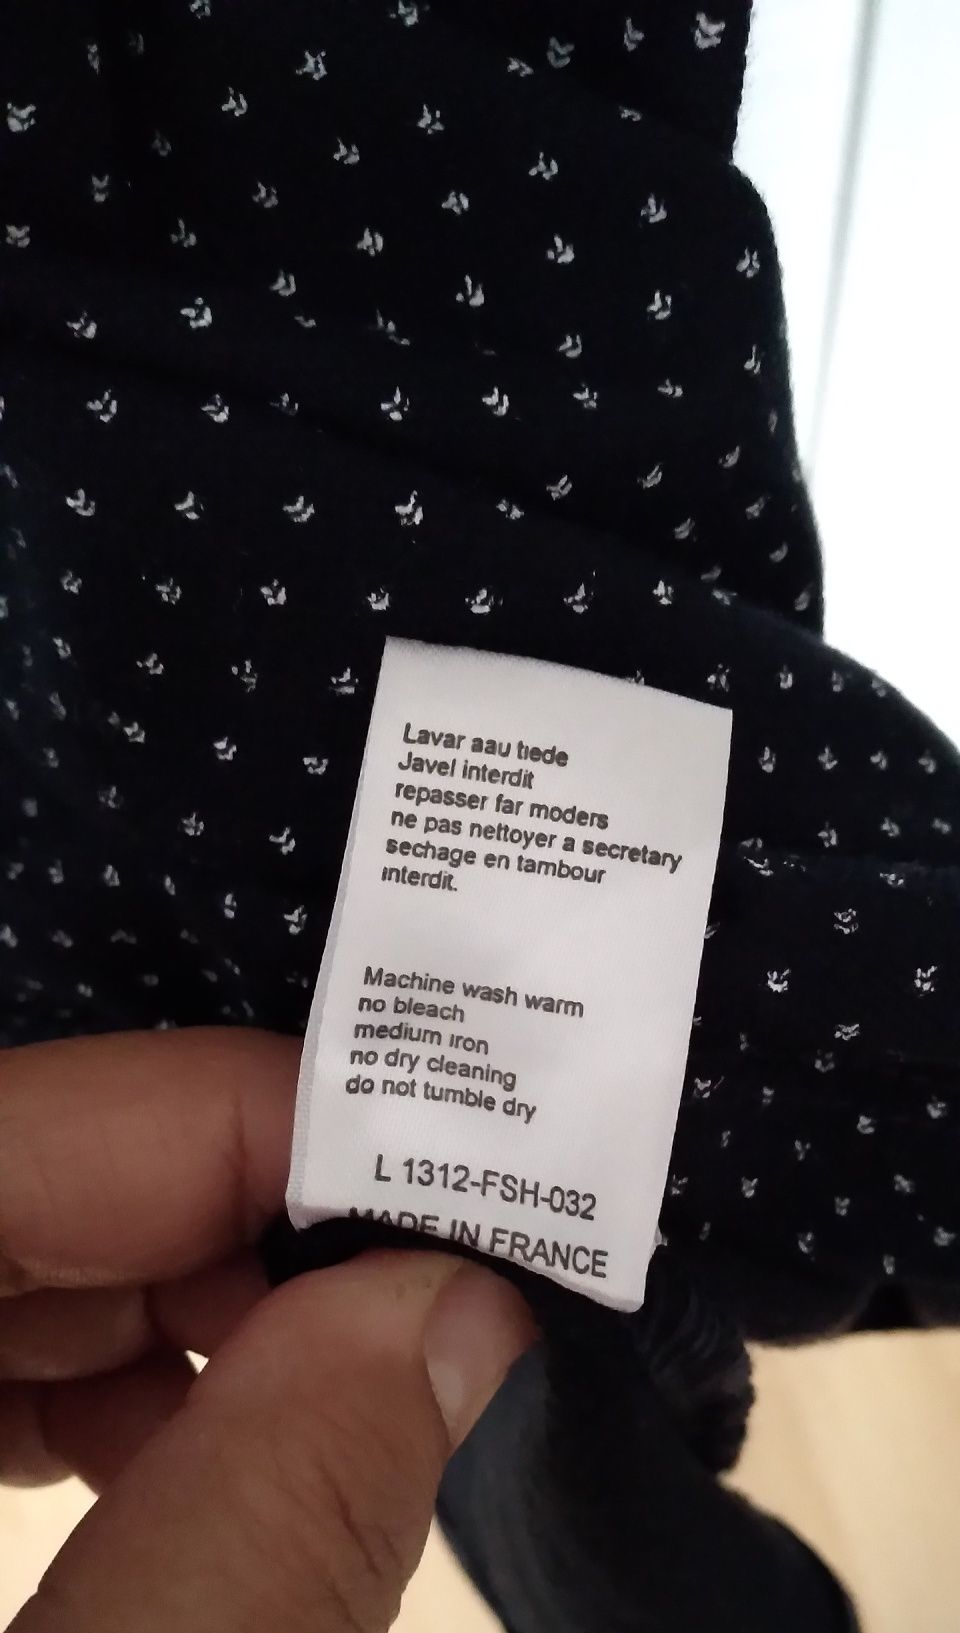 Lavar aau tiede
Javel interdit
repasser far moders
ne pas nettoyer a secretary
sechage en tambour
interdit.
Machine wash warm
no bleach
medium iron
no dry cleaning
do not tumble dry
L 1312-FSH-032
MADE IN FRANCE